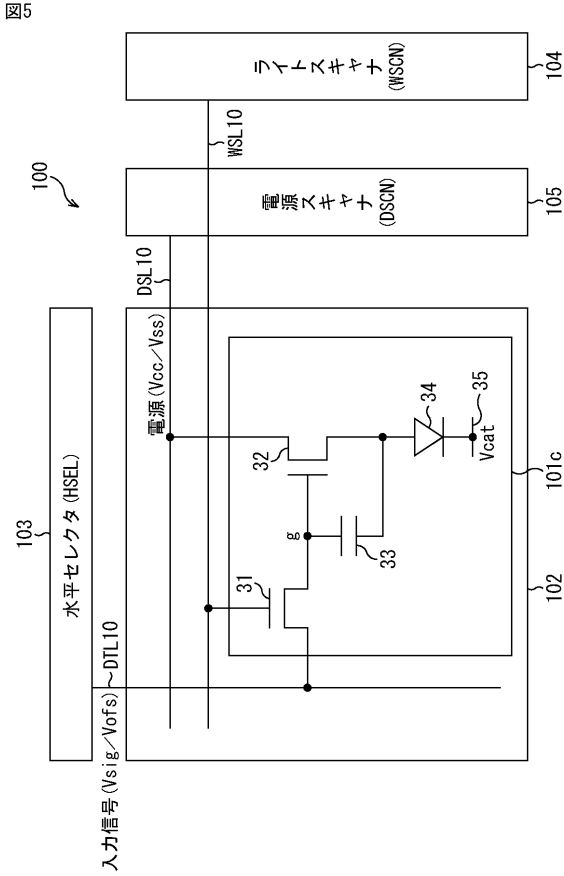 図5
100
103
水平セレクタ(HSEL)
入力信号(Vsig/Vofs)
DTL10
電源(Vcc/Vss)
DSL10
WSL10
ライトスキャナ
(WSCN)
104
電源スキャナ
(DSCN)
105
31
32
g
33
34
35
Vcat
101c
102